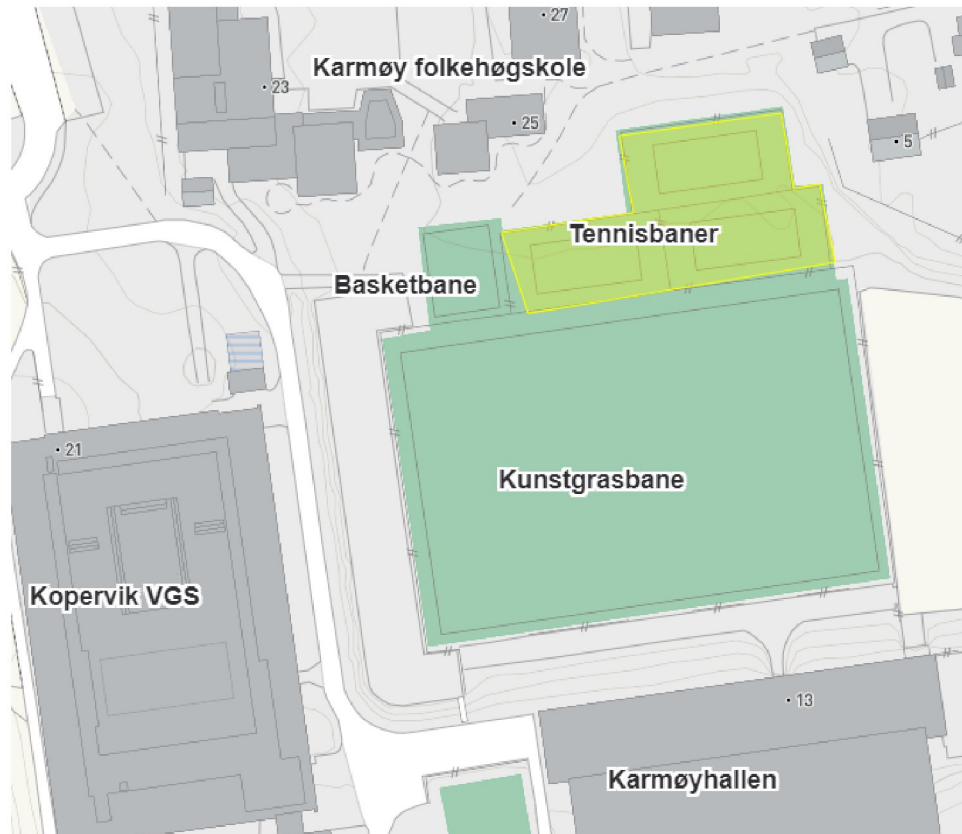 27
Karmøy folkehøgskole
23
25
5
Tennisbaner
Basketbane
21
Kunstgrasbane
Kopervik VGS
13
Karmøyhallen